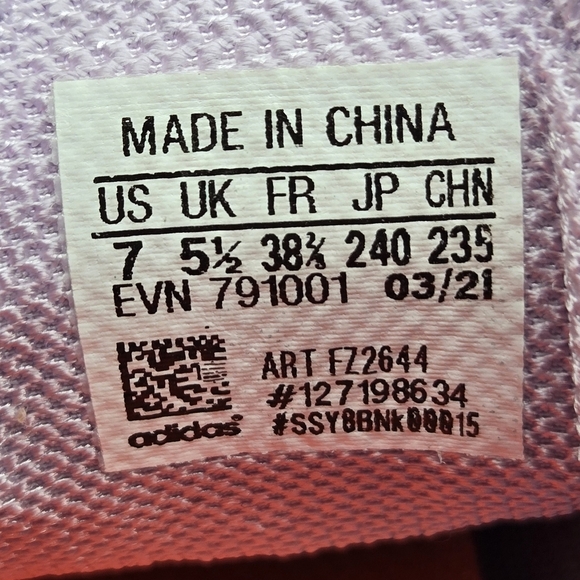 MADE IN CHINA
US UK FR JP CHN
7 5½ 38⅔ 240 235
EVN 791001 03/21
ART FZ2644
#127198634
adidas